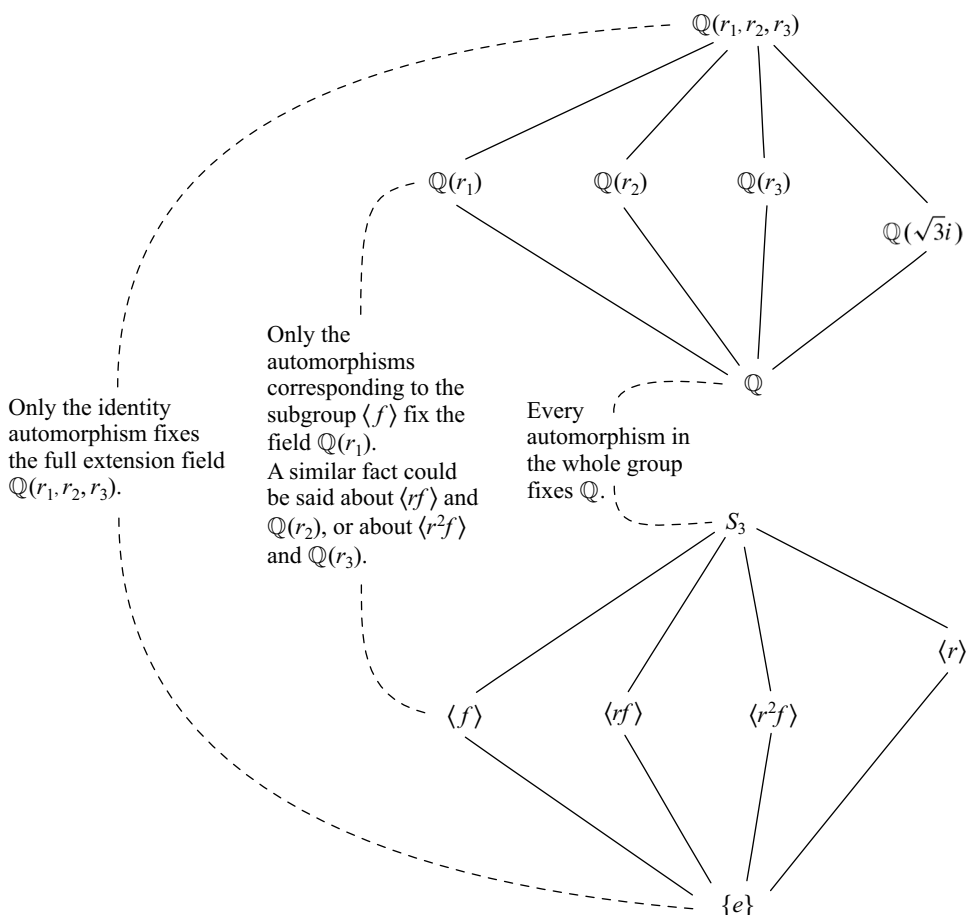 ℚ(r₁, r₂, r₃)
ℚ(r₁)
ℚ(r₂)
ℚ(r₃)
ℚ(√3i)
ℚ
Only the identity
automorphism fixes
the full extension field
ℚ(r₁, r₂, r₃).
Only the
automorphisms
corresponding to the
subgroup ⟨f⟩ fix the
field ℚ(r₁).
A similar fact could
be said about ⟨rf⟩ and
ℚ(r₂), or about ⟨r²f⟩
and ℚ(r₃).
Every
automorphism in
the whole group
fixes ℚ.
S₃
⟨r⟩
⟨f⟩
⟨rf⟩
⟨r²f⟩
{e}